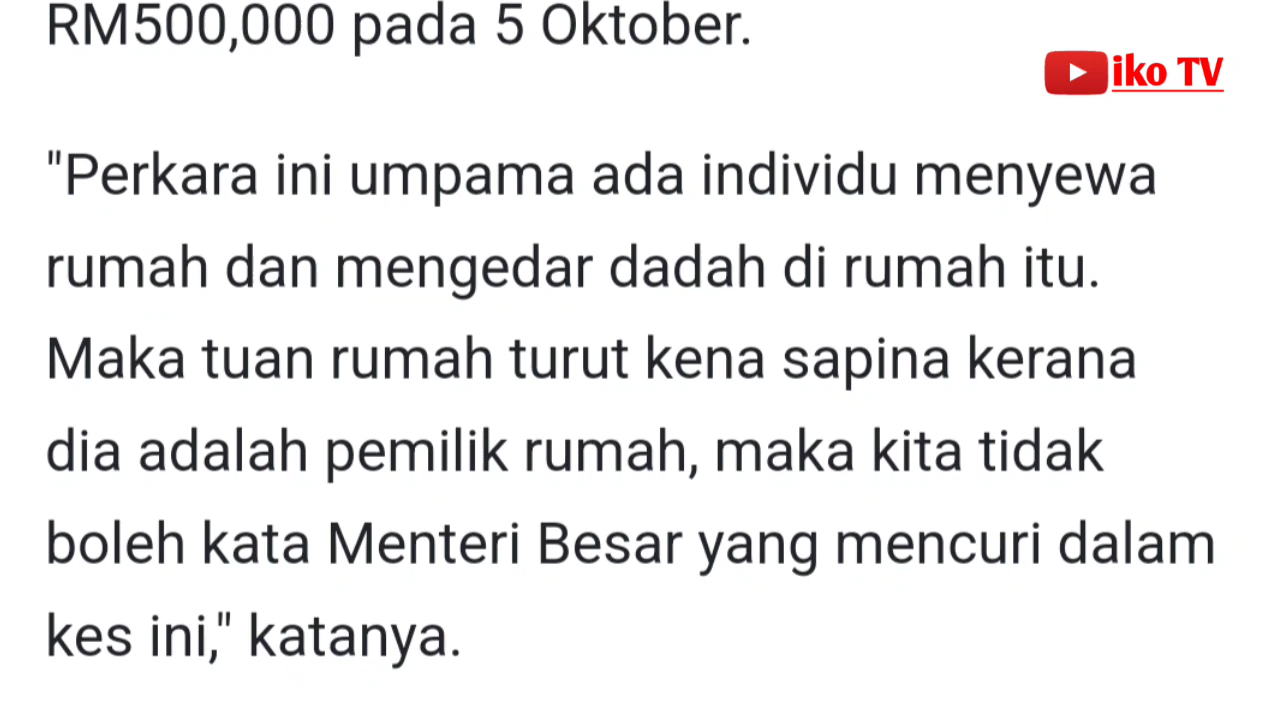 RM500,000 pada 5 Oktober.
iko TV
"Perkara ini umpama ada individu menyewa
rumah dan mengedar dadah di rumah itu.
Maka tuan rumah turut kena sapina kerana
dia adalah pemilik rumah, maka kita tidak
boleh kata Menteri Besar yang mencuri dalam
kes ini," katanya.